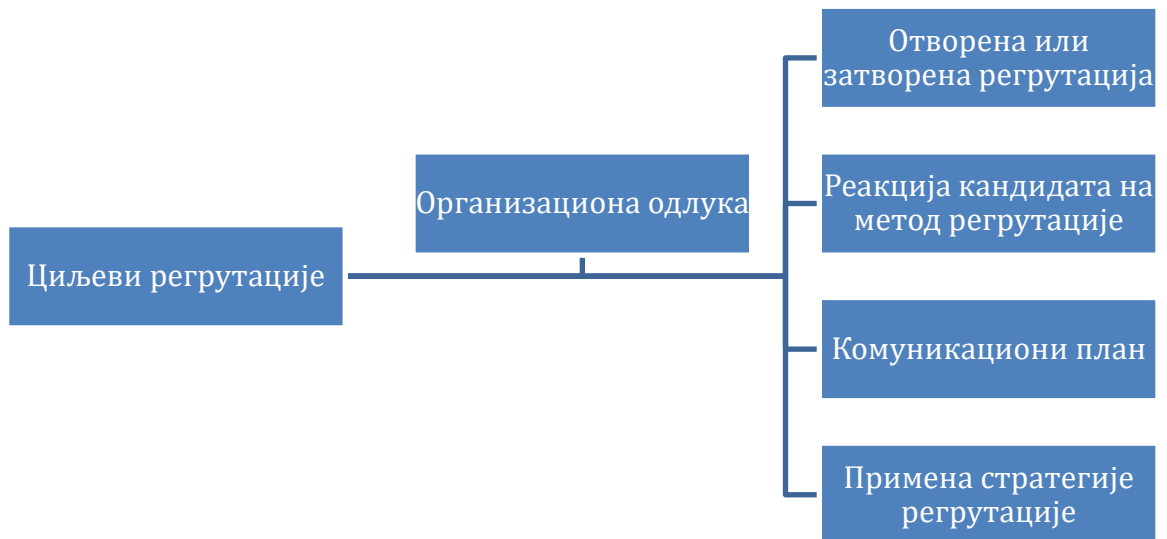 Циљеви регрутације
Организациона одлука
Отворена или
затворена регрутација
Реакција кандидата на
метод регрутације
Комуникациони план
Примена стратегије
регрутације